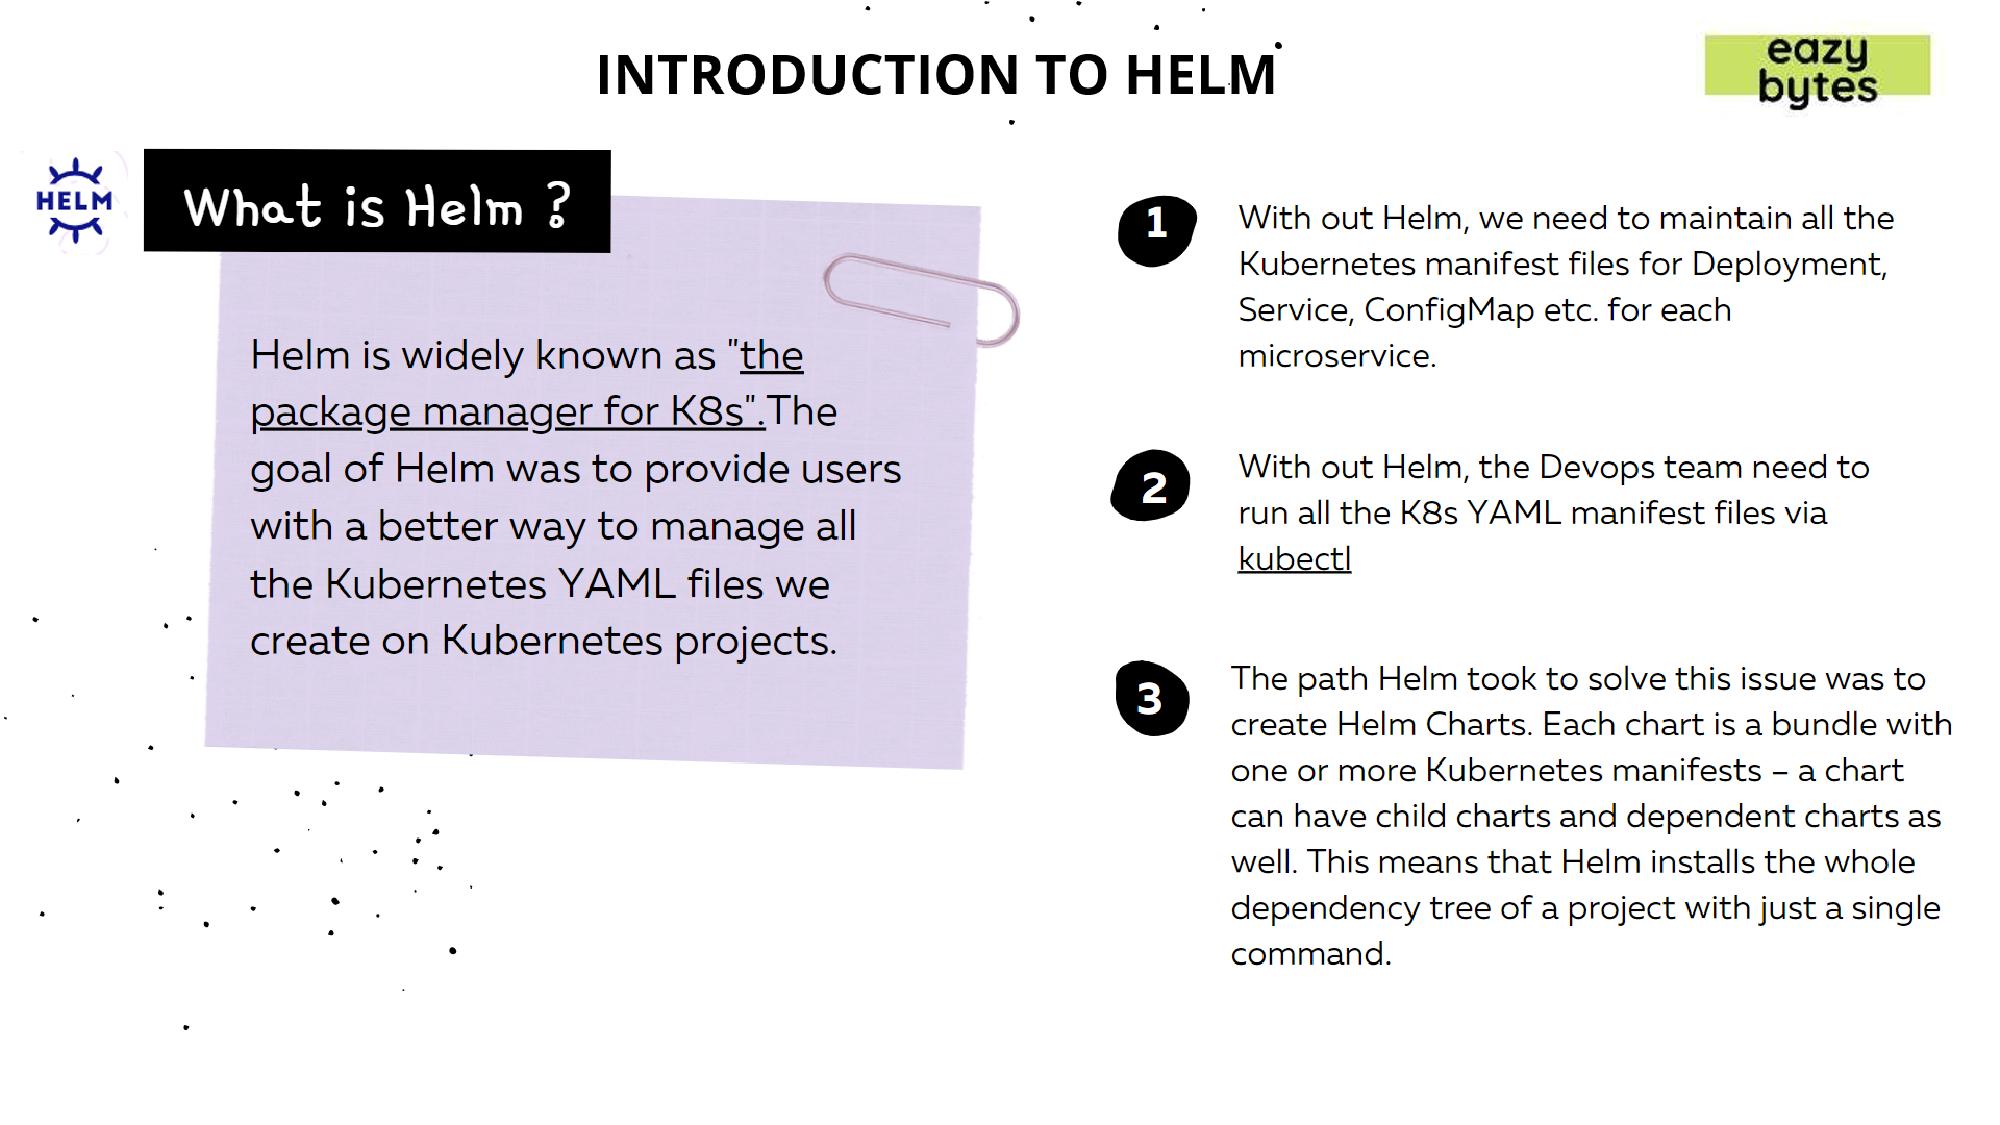 INTRODUCTION TO HELM
eazy
bytes
HELM
What is Helm ?
Helm is widely known as "the
package manager for K8s".The
goal of Helm was to provide users
with a better way to manage all
the Kubernetes YAML files we
create on Kubernetes projects.
1
With out Helm, we need to maintain all the
Kubernetes manifest files for Deployment,
Service, ConfigMap etc. for each
microservice.
2
With out Helm, the Devops team need to
run all the K8s YAML manifest files via
kubectl
3
The path Helm took to solve this issue was to
create Helm Charts. Each chart is a bundle with
one or more Kubernetes manifests – a chart
can have child charts and dependent charts as
well. This means that Helm installs the whole
dependency tree of a project with just a single
command.